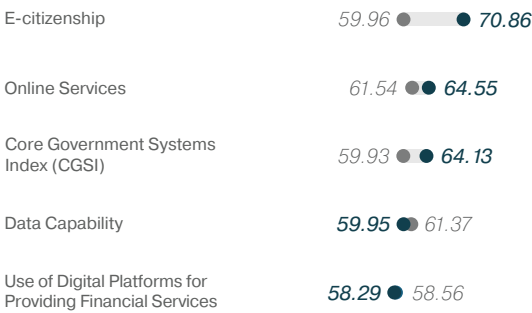 E-citizenship 59.96 70.86
Online Services 61.54 64.55
Core Government Systems
Index (CGSI) 59.93 64.13
Data Capability 59.95 61.37
Use of Digital Platforms for
Providing Financial Services 58.29 58.56